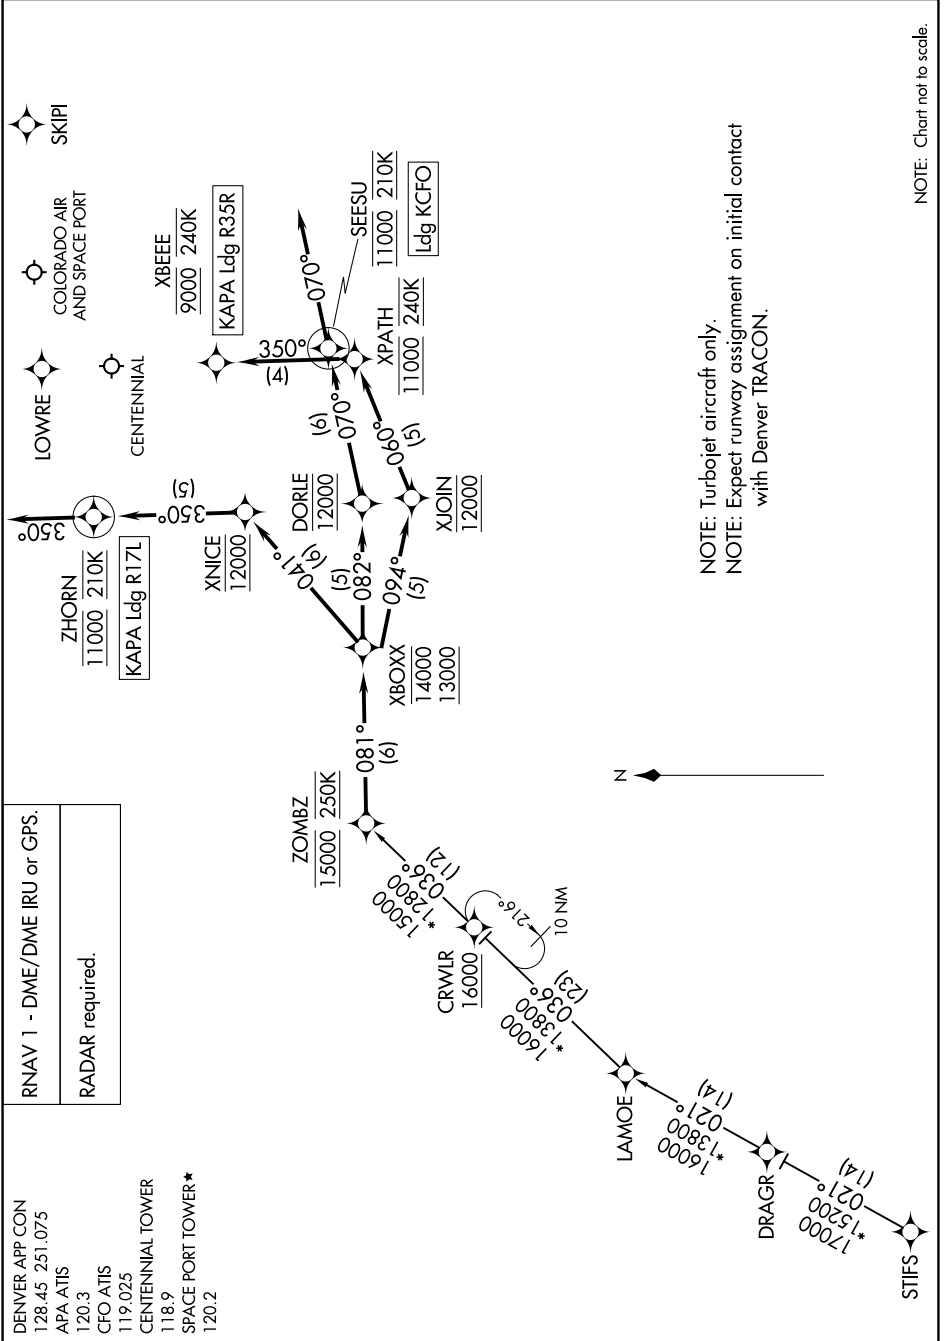 DENVER APP CON
128.45 251.075
APA ATIS
120.3
CFO ATIS
119.025
CENTENNIAL TOWER
118.9
SPACE PORT TOWER★
120.2
RNAV 1 - DME/DME IRU or GPS.
RADAR required.
ZHORN
11000 210K
KAPA Ldg R17L
350°
350°
(5)
LOWRE
CENTENNIAL
COLORADO AIR
AND SPACE PORT
SKIPI
XBEEE
9000 240K
KAPA Ldg R35R
XNICE
12000
041°
(6)
DORLE
12000
082°
(5)
070°
(6)
350°
(4)
070°
SEESU
11000 210K
Ldg KCFO
XPATH
11000 240K
XJOIN
12000
094°
(5)
060°
(5)
XBOXX
14000
13000
081°
(6)
ZOMBZ
15000 250K
15000
*12800
036°
(12)
CRWLR
16000
216°
10 NM
16000
*13800
036°
(23)
LAMOE
16000
*13800
021°
(14)
DRAGR
17000
*15200
021°
(14)
STIFS
N
NOTE: Turbojet aircraft only.
NOTE: Expect runway assignment on initial contact
with Denver TRACON.
NOTE: Chart not to scale.